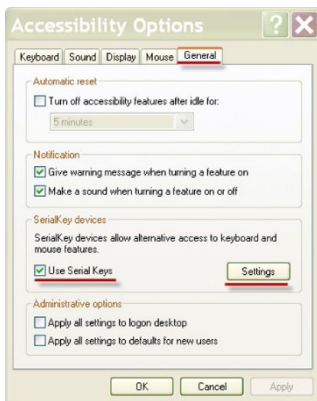 Accessibility Options
Keyboard Sound Display Mouse General
Automatic reset
Turn off accessibility features after idle for:
5 minutes
Notification
Give warning message when turning a feature on
Make a sound when turning a feature on or off
SerialKey devices
SerialKey devices allow alternative access to keyboard and
mouse features.
Use Serial Keys Settings
Administrative options
Apply all settings to logon desktop
Apply all settings to defaults for new users
OK Cancel Apply